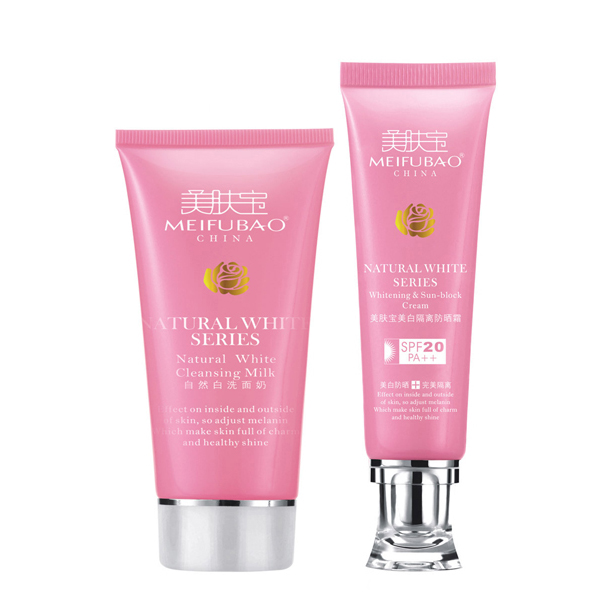 美肤宝
MEIFUBAO®
CHINA
NATURAL WHITE
SERIES
Natural White
Cleansing Milk
自然白洗面奶
Effect on inside and outside
of skin, so adjust melanin
Which make skin full of charm
and healthy shine
美肤宝
MEIFUBAO®
CHINA
NATURAL WHITE
SERIES
Whitening & Sun-block
Cream
美肤宝美白隔离防晒霜
SPF20
PA++
美白防晒 + 完美隔离
Effect on inside and outside
of skin, so adjust melanin
Which make skin full of charm
and healthy shine